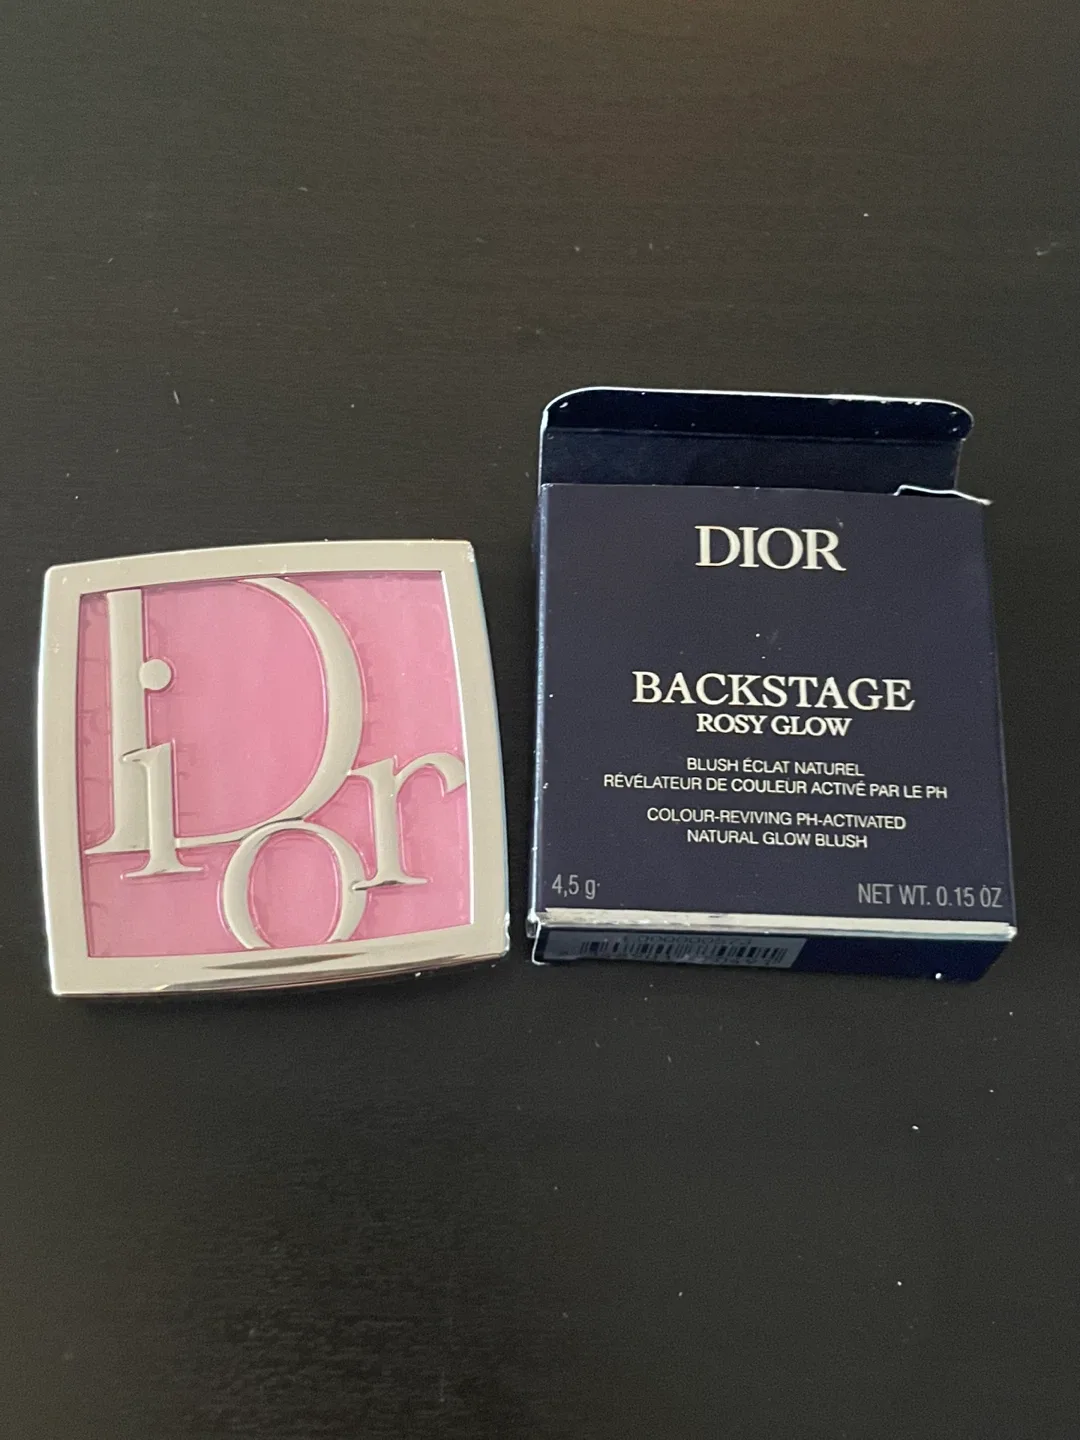 Dior
DIOR
BACKSTAGE
ROSY GLOW
BLUSH ÉCLAT NATUREL
RÉVÉLATEUR DE COULEUR ACTIVÉ PAR LE PH
COLOUR-REVIVING PH-ACTIVATED
NATURAL GLOW BLUSH
4,5 g
NET WT. 0.15 OZ